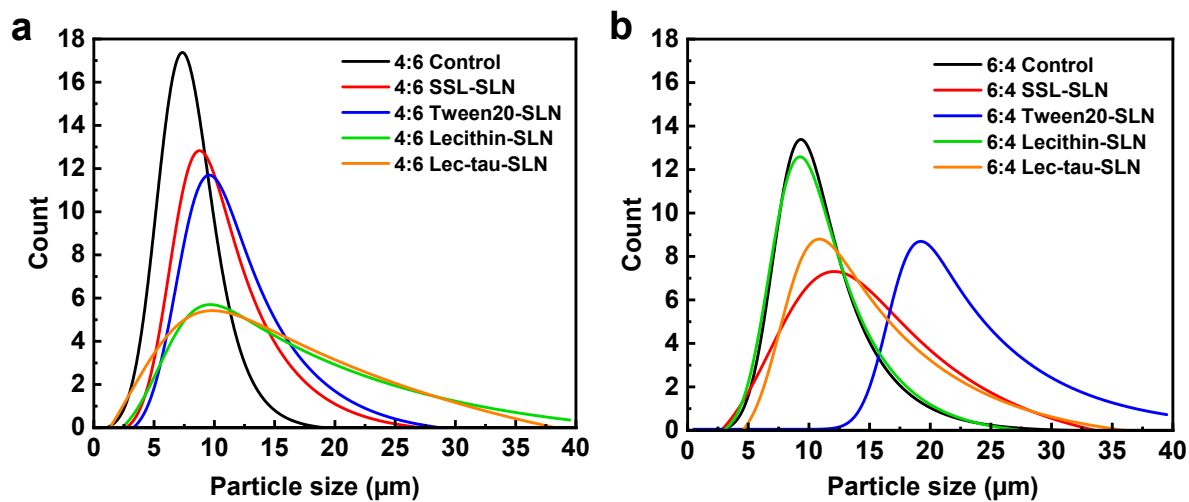 a
18
16
14
12
10
8
6
4
2
0
Count
4:6 Control
4:6 SSL-SLN
4:6 Tween20-SLN
4:6 Lecithin-SLN
4:6 Lec-tau-SLN
0 5 10 15 20 25 30 35 40
Particle size (μm)
b
18
16
14
12
10
8
6
4
2
0
Count
6:4 Control
6:4 SSL-SLN
6:4 Tween20-SLN
6:4 Lecithin-SLN
6:4 Lec-tau-SLN
0 5 10 15 20 25 30 35 40
Particle size (μm)